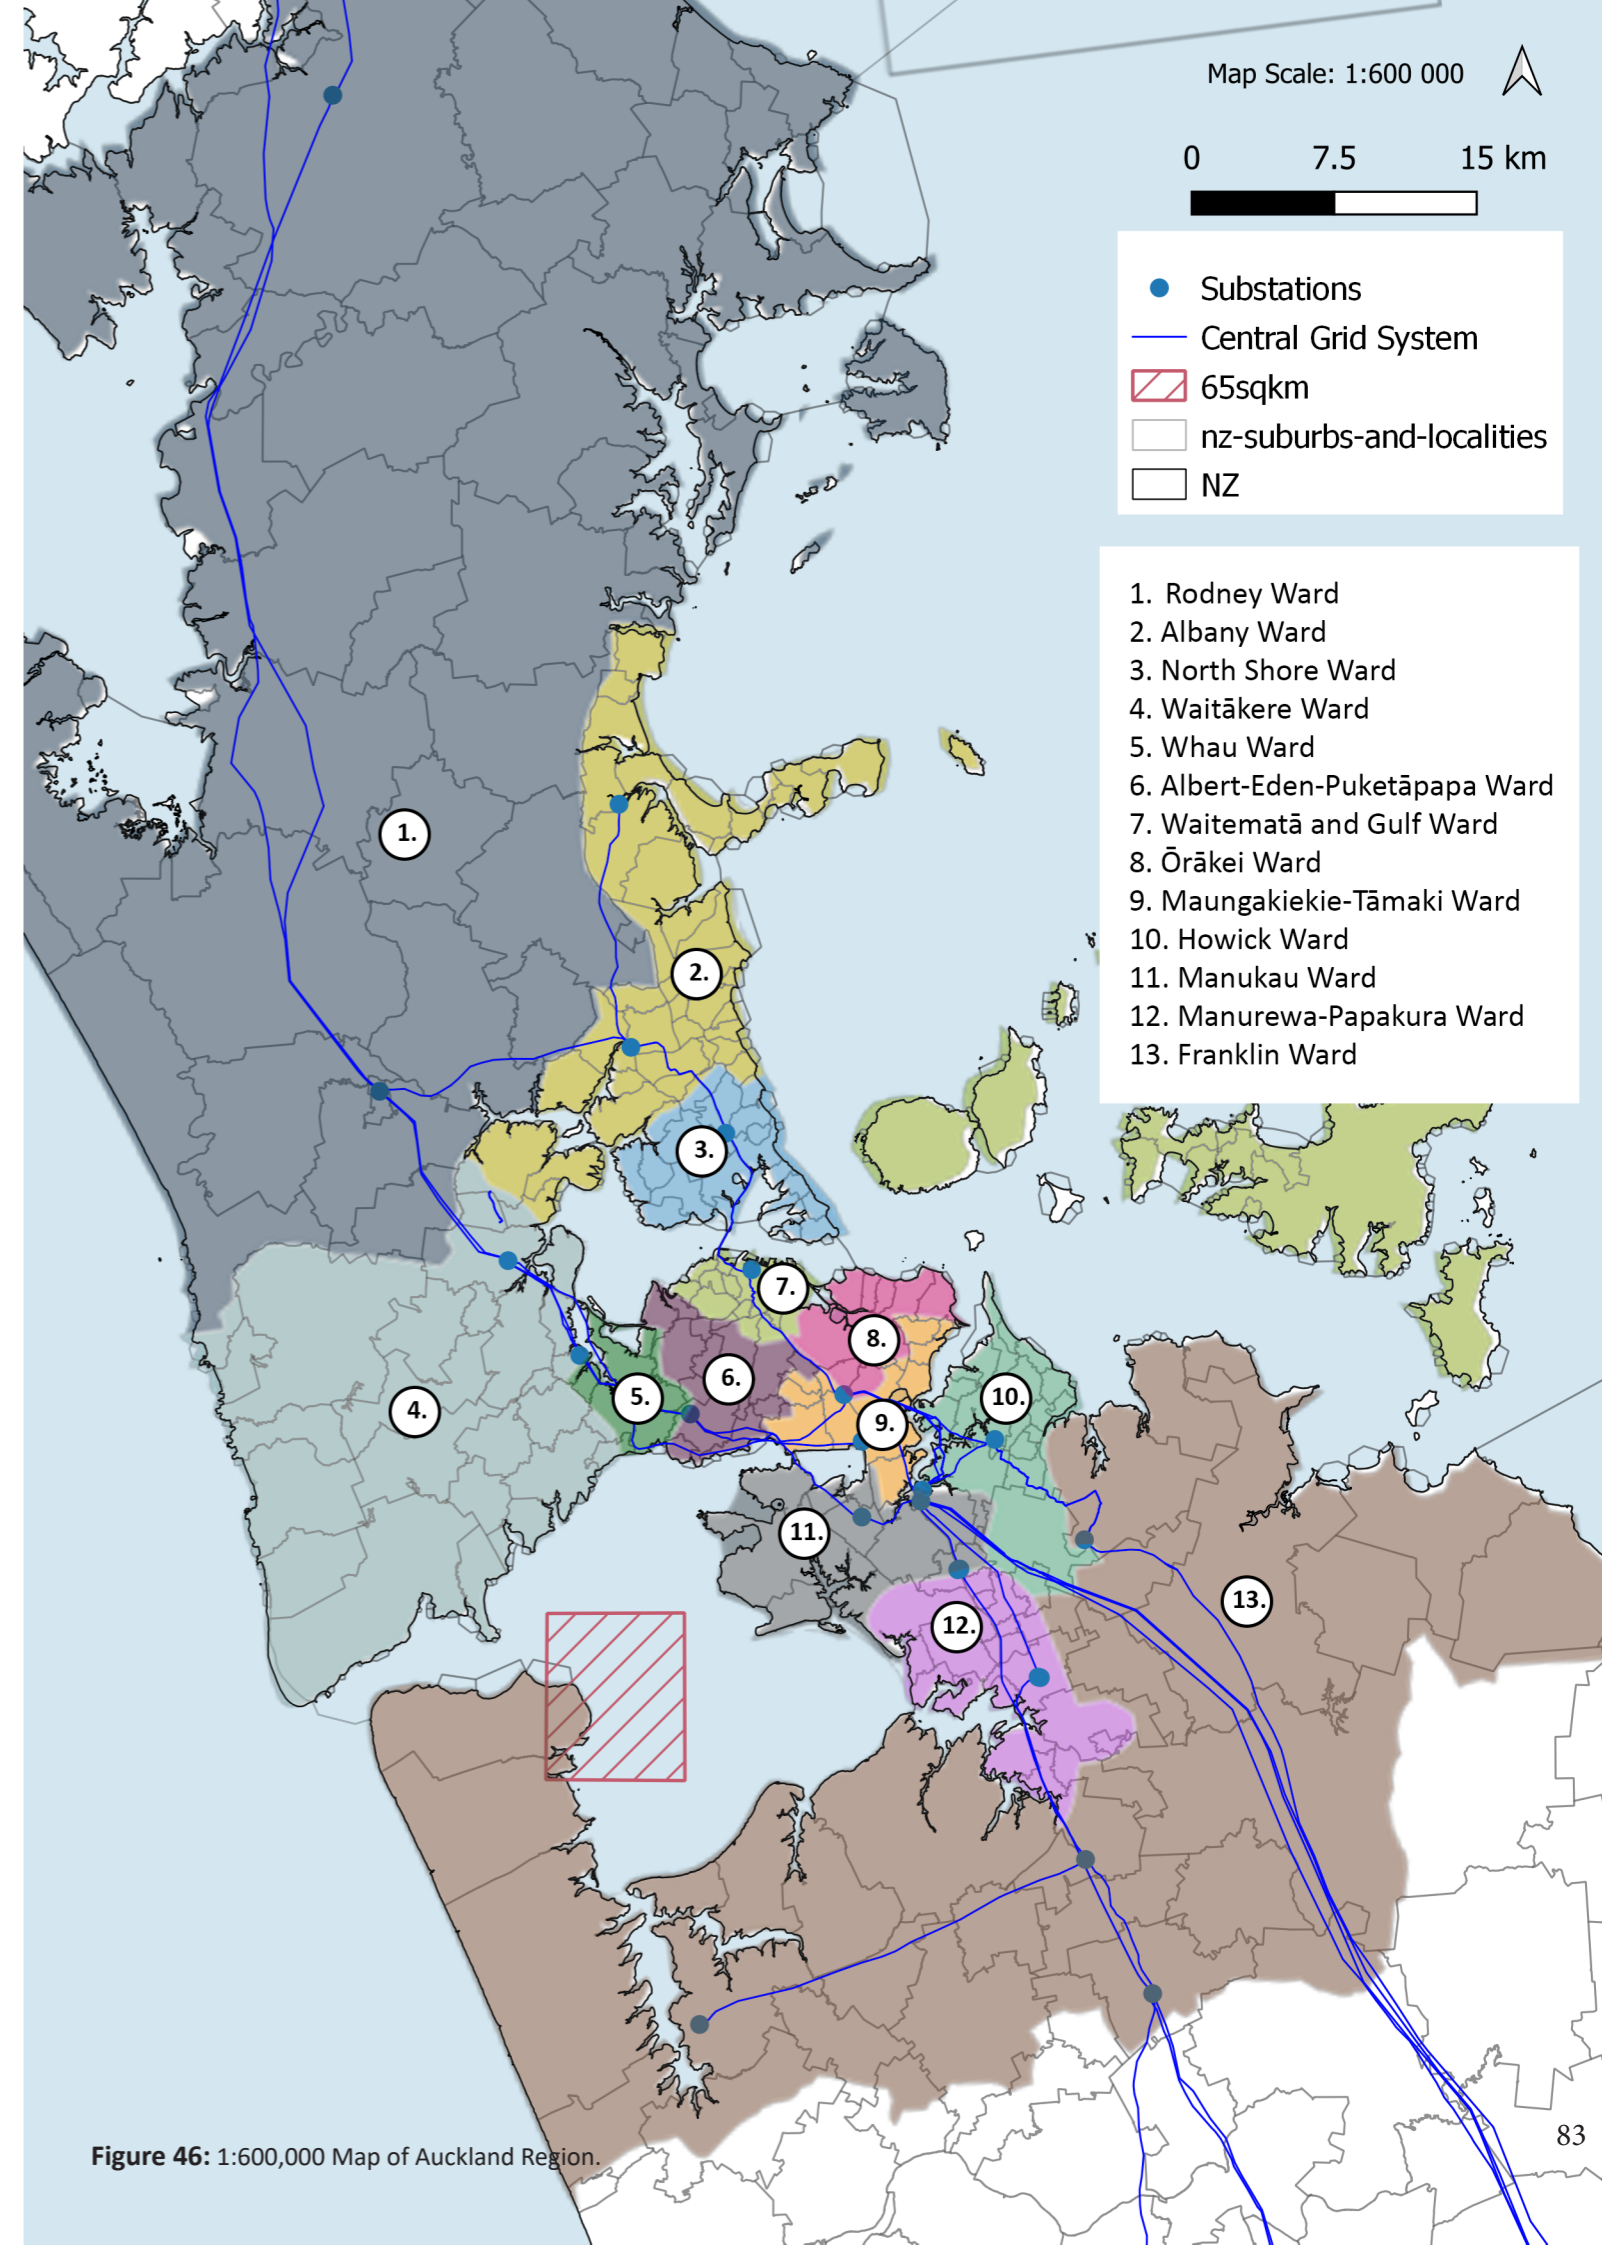 Map Scale: 1:600 000
0 7.5 15 km
Substations
Central Grid System
65sqkm
nz-suburbs-and-localities
NZ
1. Rodney Ward
2. Albany Ward
3. North Shore Ward
4. Waitākere Ward
5. Whau Ward
6. Albert-Eden-Puketāpapa Ward
7. Waitematā and Gulf Ward
8. Ōrākei Ward
9. Maungakiekie-Tāmaki Ward
10. Howick Ward
11. Manukau Ward
12. Manurewa-Papakura Ward
13. Franklin Ward
1.
2.
3.
7.
8.
6.
5.
10.
4.
9.
11.
13.
12.
83
Figure 46: 1:600,000 Map of Auckland Region.